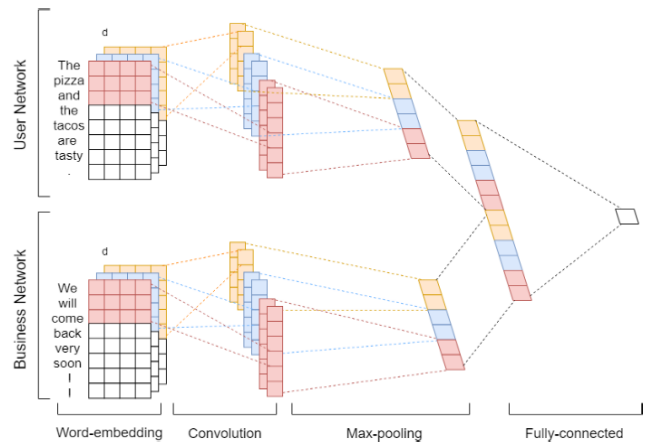 User Network
d
The
pizza
and
the
tacos
are
tasty
.
Business Network
d
We
will
come
back
very
soon
!
Word-embedding
Convolution
Max-pooling
Fully-connected